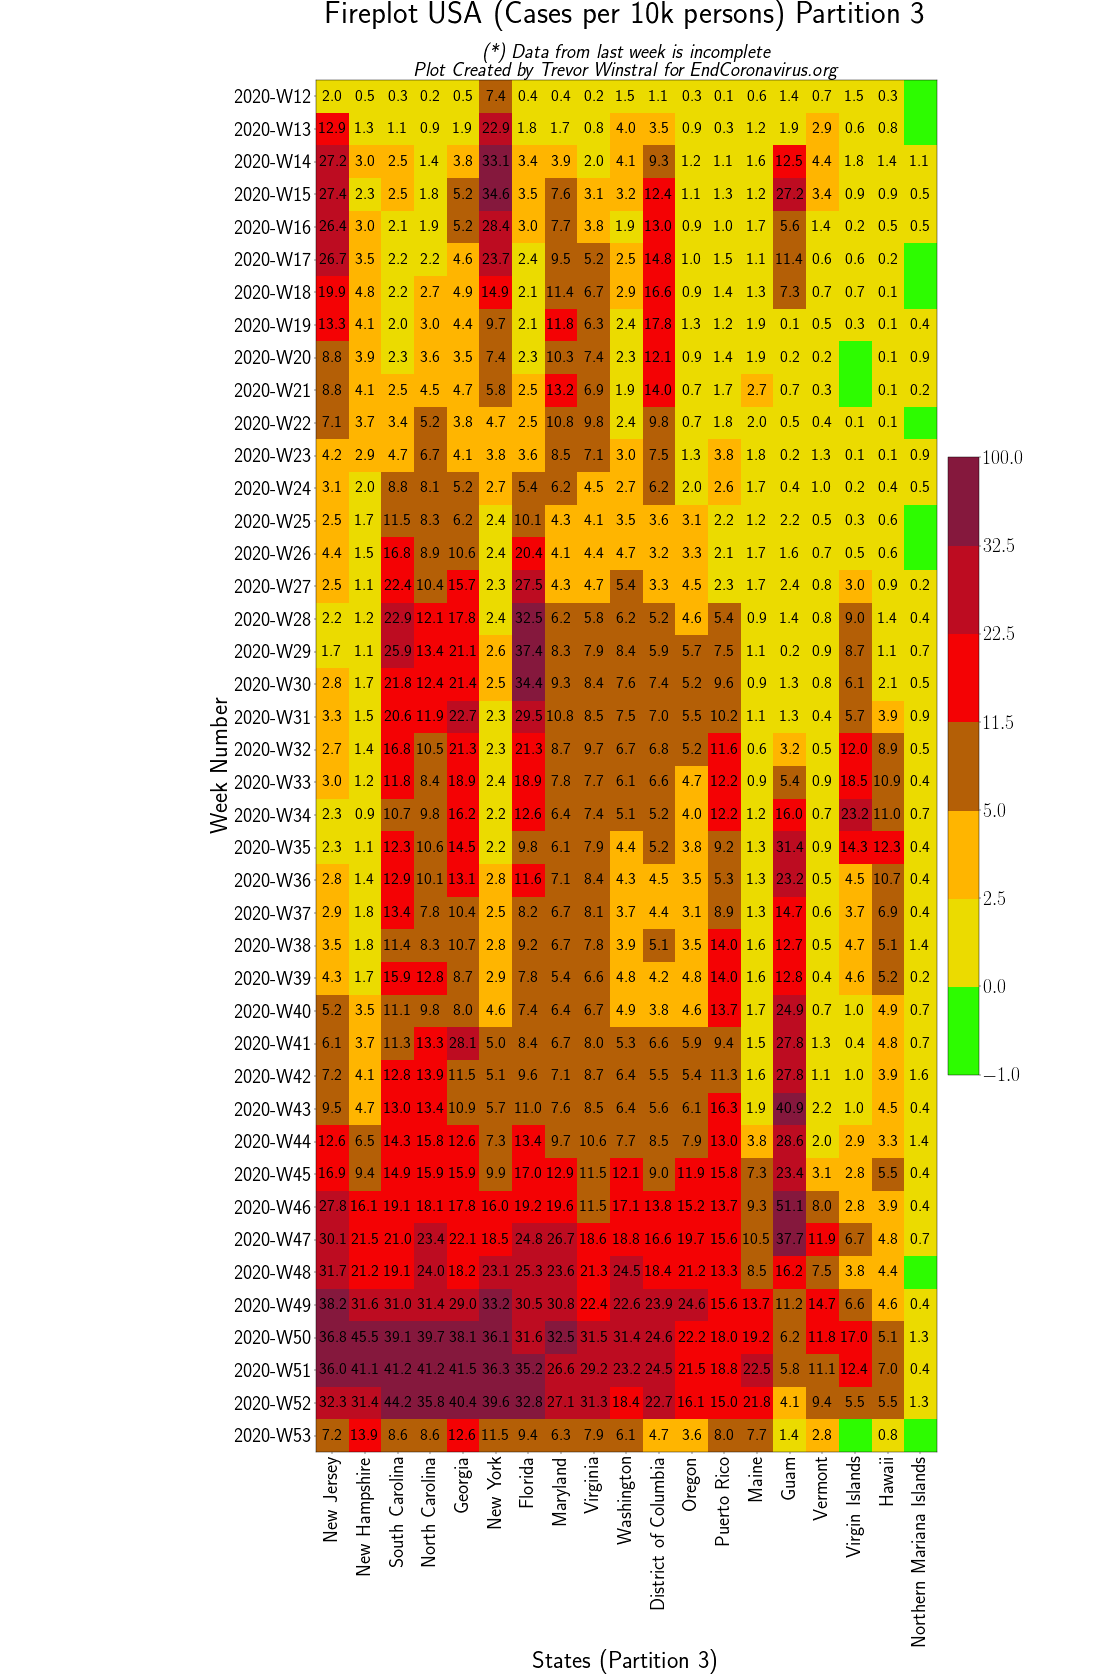 Fireplot USA (Cases per 10k persons) Partition 3
(*) Data from last week is incomplete
Plot Created by Trevor Winstral for EndCoronavirus.org
2020-W12 2.0 0.5 0.3 0.2 0.5 7.4 0.4 0.4 0.2 1.5 1.1 0.3 0.1 0.6 1.4 0.7 1.5 0.3
2020-W13 12.9 1.3 1.1 0.9 1.9 22.9 1.8 1.7 0.8 4.0 3.5 0.9 0.3 1.2 1.9 2.9 0.6 0.8
2020-W14 27.2 3.0 2.5 1.4 3.8 33.1 3.4 3.9 2.0 4.1 9.3 1.2 1.1 1.6 12.5 4.4 1.8 1.4 1.1
2020-W15 27.4 2.3 2.5 1.8 5.2 34.6 3.5 7.6 3.1 3.2 12.4 1.1 1.3 1.2 27.2 3.4 0.9 0.9 0.5
2020-W16 26.4 3.0 2.1 1.9 5.2 28.4 3.0 7.7 3.8 1.9 13.0 0.9 1.0 1.7 5.6 1.4 0.2 0.5 0.5
2020-W17 26.7 3.5 2.2 2.2 4.6 23.7 2.4 9.5 5.2 2.5 14.8 1.0 1.5 1.1 11.4 0.6 0.6 0.2
2020-W18 19.9 4.8 2.2 2.7 4.9 14.9 2.1 11.4 6.7 2.9 16.6 0.9 1.4 1.3 7.3 0.7 0.7 0.1
2020-W19 13.3 4.1 2.0 3.0 4.4 9.7 2.1 11.8 6.3 2.4 17.8 1.3 1.2 1.9 0.1 0.5 0.3 0.1 0.4
2020-W20 8.8 3.9 2.3 3.6 3.5 7.4 2.3 10.3 7.4 2.3 12.1 0.9 1.4 1.9 0.2 0.2 0.1 0.9
2020-W21 8.8 4.1 2.5 4.5 4.7 5.8 2.5 13.2 6.9 1.9 14.0 0.7 1.7 2.7 0.7 0.3 0.1 0.2
2020-W22 7.1 3.7 3.4 5.2 3.8 4.7 2.5 10.8 9.8 2.4 9.8 0.7 1.8 2.0 0.5 0.4 0.1 0.1
2020-W23 4.2 2.9 4.7 6.7 4.1 3.8 3.6 8.5 7.1 3.0 7.5 1.3 3.8 1.8 0.2 1.3 0.1 0.1 0.9
2020-W24 3.1 2.0 8.8 8.1 5.2 2.7 5.4 6.2 4.5 2.7 6.2 2.0 2.6 1.7 0.4 1.0 0.2 0.4 0.5
2020-W25 2.5 1.7 11.5 8.3 6.2 2.4 10.1 4.3 4.1 3.5 3.6 3.1 2.2 1.2 2.2 0.5 0.3 0.6
2020-W26 4.4 1.5 16.8 8.9 10.6 2.4 20.4 4.1 4.4 4.7 3.2 3.3 2.1 1.7 1.6 0.7 0.5 0.6
2020-W27 2.5 1.1 22.4 10.4 15.7 2.3 27.5 4.3 4.7 5.4 3.3 4.5 2.3 1.7 2.4 0.8 3.0 0.9 0.2
2020-W28 2.2 1.2 22.9 12.1 17.8 2.4 32.5 6.2 5.8 6.2 5.2 4.6 5.4 0.9 1.4 0.8 9.0 1.4 0.4
2020-W29 1.7 1.1 25.9 13.4 21.1 2.6 37.4 8.3 7.9 8.4 5.9 5.7 7.5 1.1 0.2 0.9 8.7 1.1 0.7
2020-W30 2.8 1.7 21.8 12.4 21.4 2.5 34.4 9.3 8.4 7.6 7.4 5.2 9.6 0.9 1.3 0.8 6.1 2.1 0.5
2020-W31 3.3 1.5 20.6 11.9 22.7 2.3 29.5 10.8 8.5 7.5 7.0 5.5 10.2 1.1 1.3 0.4 5.7 3.9 0.9
2020-W32 2.7 1.4 16.8 10.5 21.3 2.3 21.3 8.7 9.7 6.7 6.8 5.2 11.6 0.6 3.2 0.5 12.0 8.9 0.5
2020-W33 3.0 1.2 11.8 8.4 18.9 2.4 18.9 7.8 7.7 6.1 6.6 4.7 12.2 0.9 5.4 0.9 18.5 10.9 0.4
2020-W34 2.3 0.9 10.7 9.8 16.2 2.2 12.6 6.4 7.4 5.1 5.2 4.0 12.2 1.2 16.0 0.7 23.2 11.0 0.7
2020-W35 2.3 1.1 12.3 10.6 14.5 2.2 9.8 6.1 7.9 4.4 5.2 3.8 9.2 1.3 31.4 0.9 14.3 12.3 0.4
2020-W36 2.8 1.4 12.9 10.1 13.1 2.8 11.6 7.1 8.4 4.3 4.5 3.5 5.3 1.3 23.2 0.5 4.5 10.7 0.4
2020-W37 2.9 1.8 13.4 7.8 10.4 2.5 8.2 6.7 8.1 3.7 4.4 3.1 8.9 1.3 14.7 0.6 3.7 6.9 0.4
2020-W38 3.5 1.8 11.4 8.3 10.7 2.8 9.2 6.7 7.8 3.9 5.1 3.5 14.0 1.6 12.7 0.5 4.7 5.1 1.4
2020-W39 4.3 1.7 15.9 12.8 8.7 2.9 7.8 5.4 6.6 4.8 4.2 4.8 14.0 1.6 12.8 0.4 4.6 5.2 0.2
2020-W40 5.2 3.5 11.1 9.8 8.0 4.6 7.4 6.4 6.7 4.9 3.8 4.6 13.7 1.7 24.9 0.7 1.0 4.9 0.7
2020-W41 6.1 3.7 11.3 13.3 28.1 5.0 8.4 6.7 8.0 5.3 6.6 5.9 9.4 1.5 27.8 1.3 0.4 4.8 0.7
2020-W42 7.2 4.1 12.8 13.9 11.5 5.1 9.6 7.1 8.7 6.4 5.5 5.4 11.3 1.6 27.8 1.1 1.0 3.9 1.6
2020-W43 9.5 4.7 13.0 13.4 10.9 5.7 11.0 7.6 8.5 6.4 5.6 6.1 16.3 1.9 40.9 2.2 1.0 4.5 0.4
2020-W44 12.6 6.5 14.3 15.8 12.6 7.3 13.4 9.7 10.6 7.7 8.5 7.9 13.0 3.8 28.6 2.0 2.9 3.3 1.4
2020-W45 16.9 9.4 14.9 15.9 15.9 9.9 17.0 12.9 11.5 12.1 9.0 11.9 15.8 7.3 23.4 3.1 2.8 5.5 0.4
2020-W46 27.8 16.1 19.1 18.1 17.8 16.0 19.2 19.6 11.5 17.1 13.8 15.2 13.7 9.3 51.1 8.0 2.8 3.9 0.4
2020-W47 30.1 21.5 21.0 23.4 22.1 18.5 24.8 26.7 18.6 18.8 16.6 19.7 15.6 10.5 37.7 11.9 6.7 4.8 0.7
2020-W48 31.7 21.2 19.1 24.0 18.2 23.1 25.3 23.6 21.3 24.5 18.4 21.2 13.3 8.5 16.2 7.5 3.8 4.4
2020-W49 38.2 31.6 31.0 31.4 29.0 33.2 30.5 30.8 22.4 22.6 23.9 24.6 15.6 13.7 11.2 14.7 6.6 4.6 0.4
2020-W50 36.8 45.5 39.1 39.7 38.1 36.1 31.6 32.5 31.5 31.4 24.6 22.2 18.0 19.2 6.2 11.8 17.0 5.1 1.3
2020-W51 36.0 41.1 41.2 41.2 41.5 36.3 35.2 26.6 29.2 23.2 24.5 21.5 18.8 22.5 5.8 11.1 12.4 7.0 0.4
2020-W52 32.3 31.4 44.2 35.8 40.4 39.6 32.8 27.1 31.3 18.4 22.7 16.1 15.0 21.8 4.1 9.4 5.5 5.5 1.3
2020-W53 7.2 13.9 8.6 8.6 12.6 11.5 9.4 6.3 7.9 6.1 4.7 3.6 8.0 7.7 1.4 2.8 0.8
Week Number
New Jersey
New Hampshire
South Carolina
North Carolina
Georgia
New York
Florida
Maryland
Virginia
Washington
District of Columbia
Oregon
Puerto Rico
Maine
Guam
Vermont
Virgin Islands
Hawaii
Northern Mariana Islands
States (Partition 3)
100.0
32.5
22.5
11.5
5.0
2.5
0.0
−1.0